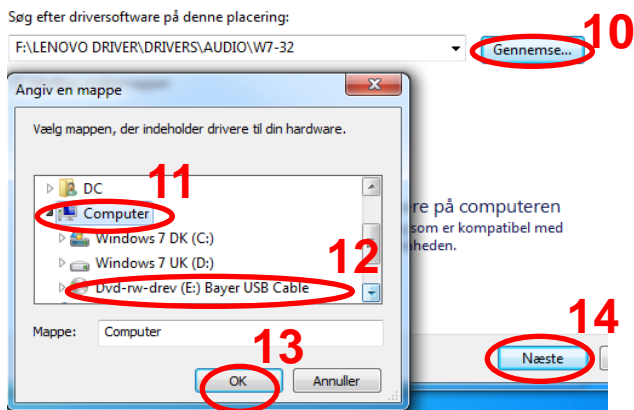 Søg efter driversoftware på denne placering:
10
F:\LENOVO DRIVER\DRIVERS\AUDIO\W7-32
Gennemse...
Angiv en mappe
Vælg mappen, der indeholder drivere til din hardware.
DC
11
Computer
re på computeren
som er kompatibel med
heden.
Windows 7 DK (C:)
12
Windows 7 UK (D:)
Dvd-rw-drev (E:) Bayer USB Cable
Mappe: Computer
13
14
OK
Annuller
Næste